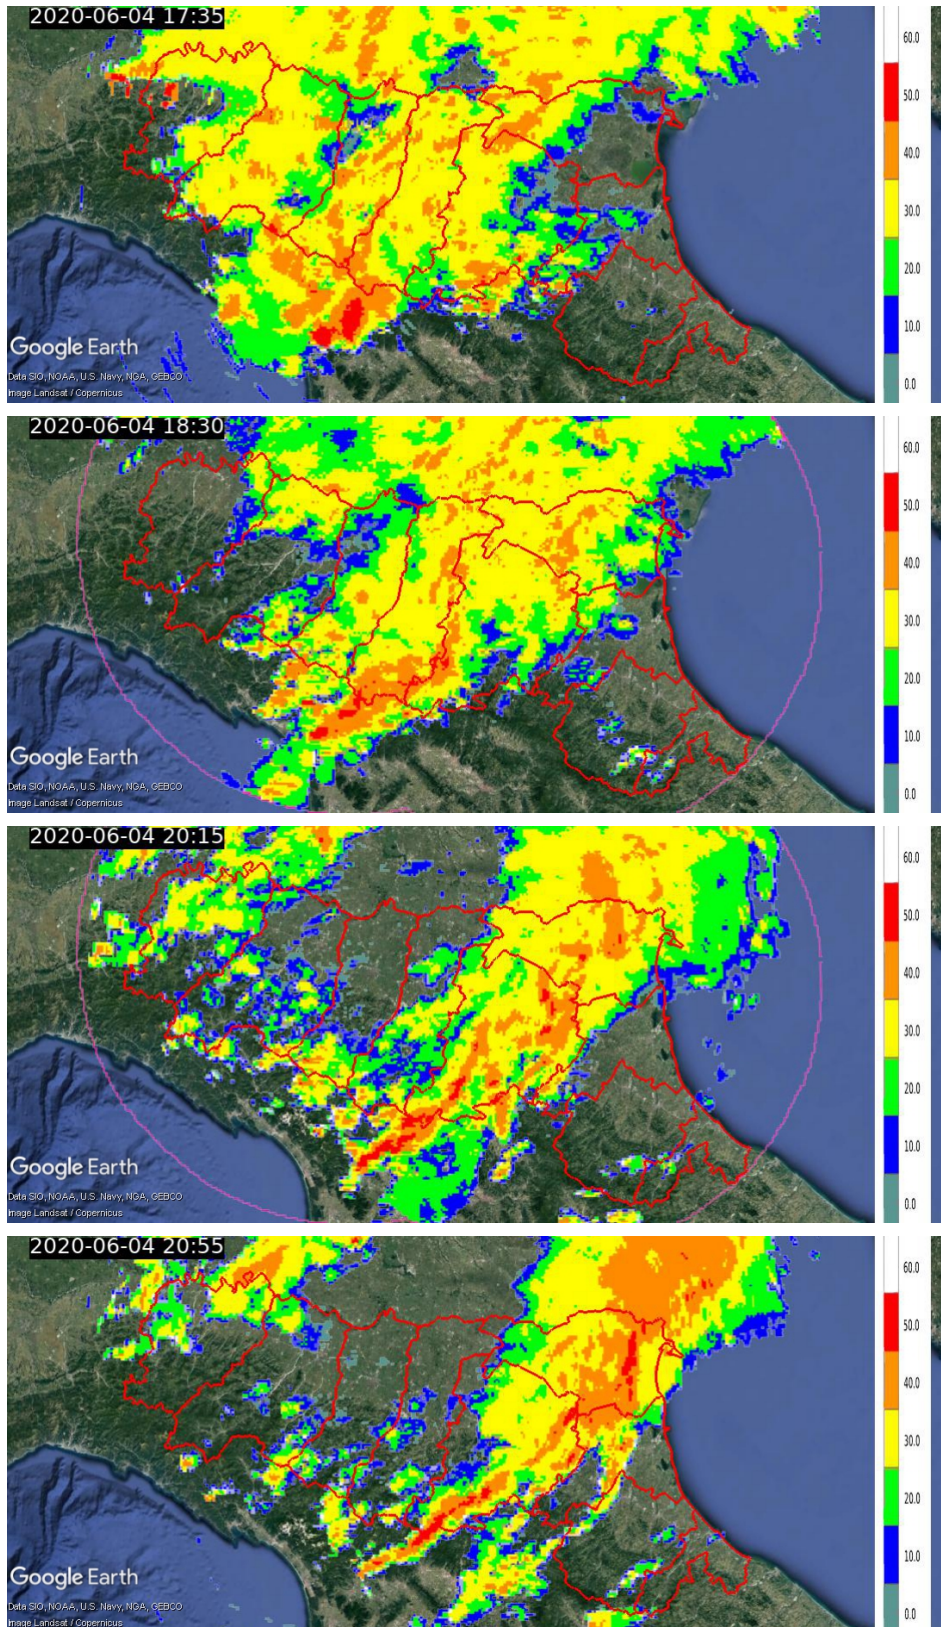 2020-06-04 17:35
60.0
50.0
40.0
30.0
20.0
10.0
0.0
Google Earth
Data SIO, NOAA, U.S. Navy, NGA, GEBCO
Image Landsat / Copernicus
2020-06-04 18:30
60.0
50.0
40.0
30.0
20.0
10.0
0.0
Google Earth
Data SIO, NOAA, U.S. Navy, NGA, GEBCO
Image Landsat / Copernicus
2020-06-04 20:15
60.0
50.0
40.0
30.0
20.0
10.0
0.0
Google Earth
Data SIO, NOAA, U.S. Navy, NGA, GEBCO
Image Landsat / Copernicus
2020-06-04 20:55
60.0
50.0
40.0
30.0
20.0
10.0
0.0
Google Earth
Data SIO, NOAA, U.S. Navy, NGA, GEBCO
Image Landsat / Copernicus